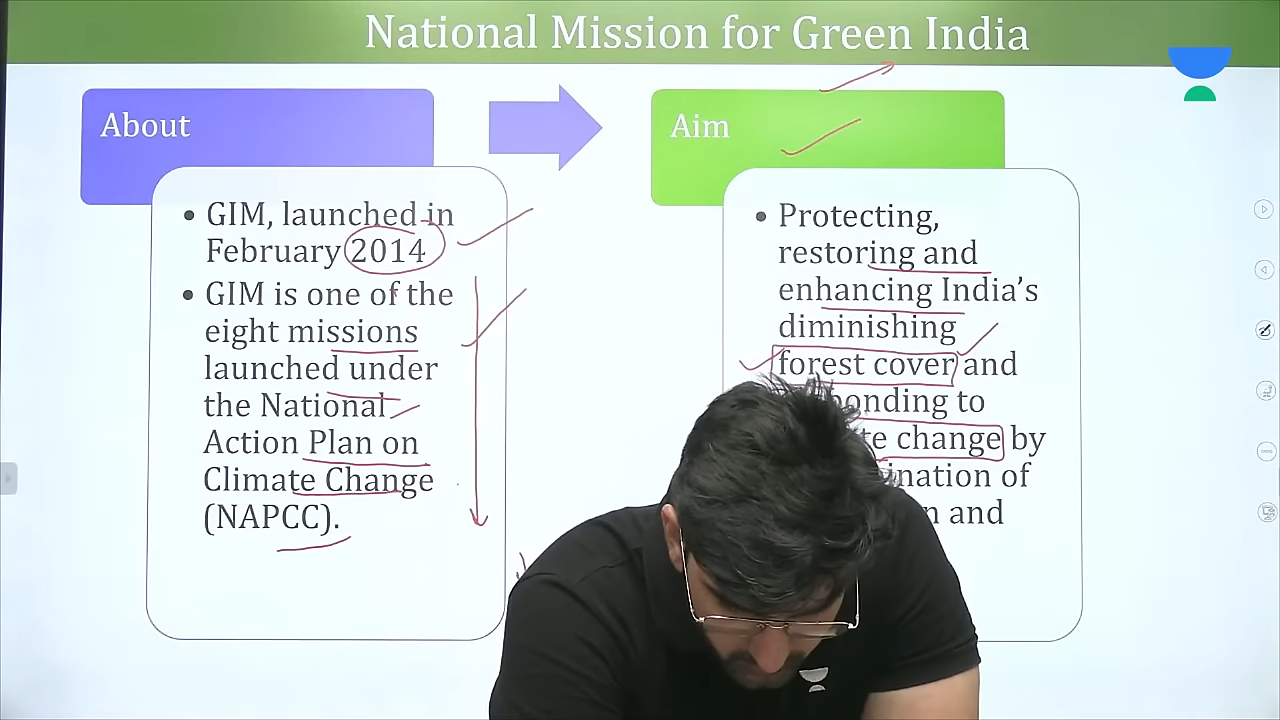 National Mission for Green India
About
• GIM, launched in
February 2014
• GIM is one of the
eight missions
launched under
the National
Action Plan on
Climate Change
(NAPCC).
Aim
• Protecting,
restoring and
enhancing India's
diminishing
forest cover and
to
change by
of
and